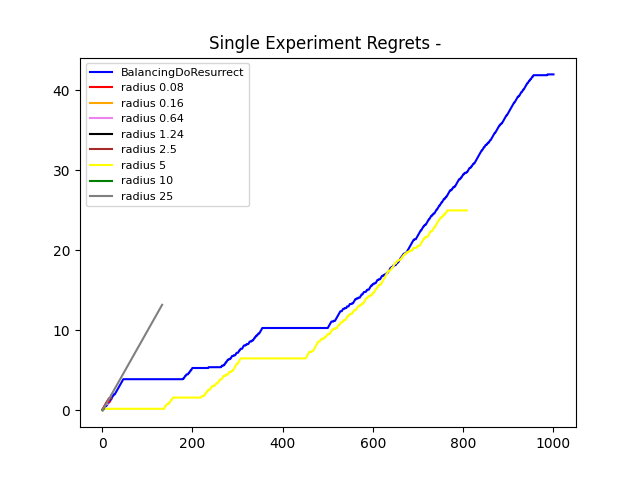 Single Experiment Regrets -
BalancingDoResurrect
radius 0.08
radius 0.16
radius 0.64
radius 1.24
radius 2.5
radius 5
radius 10
radius 25
40
30
20
10
0
0 200 400 600 800 1000